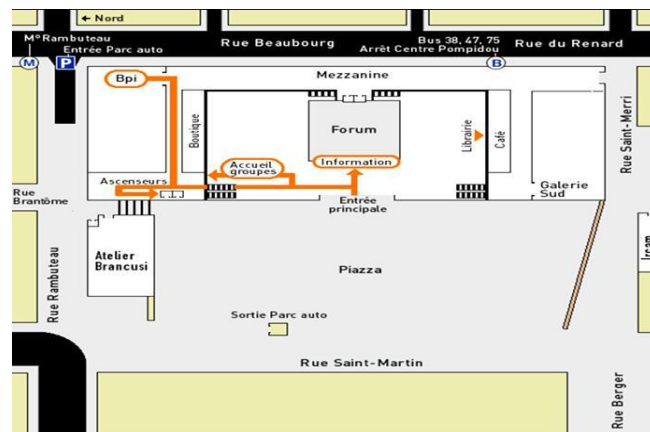 ← Nord
M° Rambuteau
Entrée Parc auto
Rue Beaubourg
Bus 38, 47, 75
Arrêt Centre Pompidou
Rue du Renard
M
P
B
Bpi
Mezzanine
Boutique
Forum
Librairie
Café
Rue Saint-Merri
Accueil
groupes
Information
Ascenseurs
Galerie
Sud
Rue
Brantôme
Entrée
principale
Atelier
Brancusi
Piazza
Ircam
Rue Rambuteau
Sortie Parc auto
Rue Saint-Martin
Rue Berger